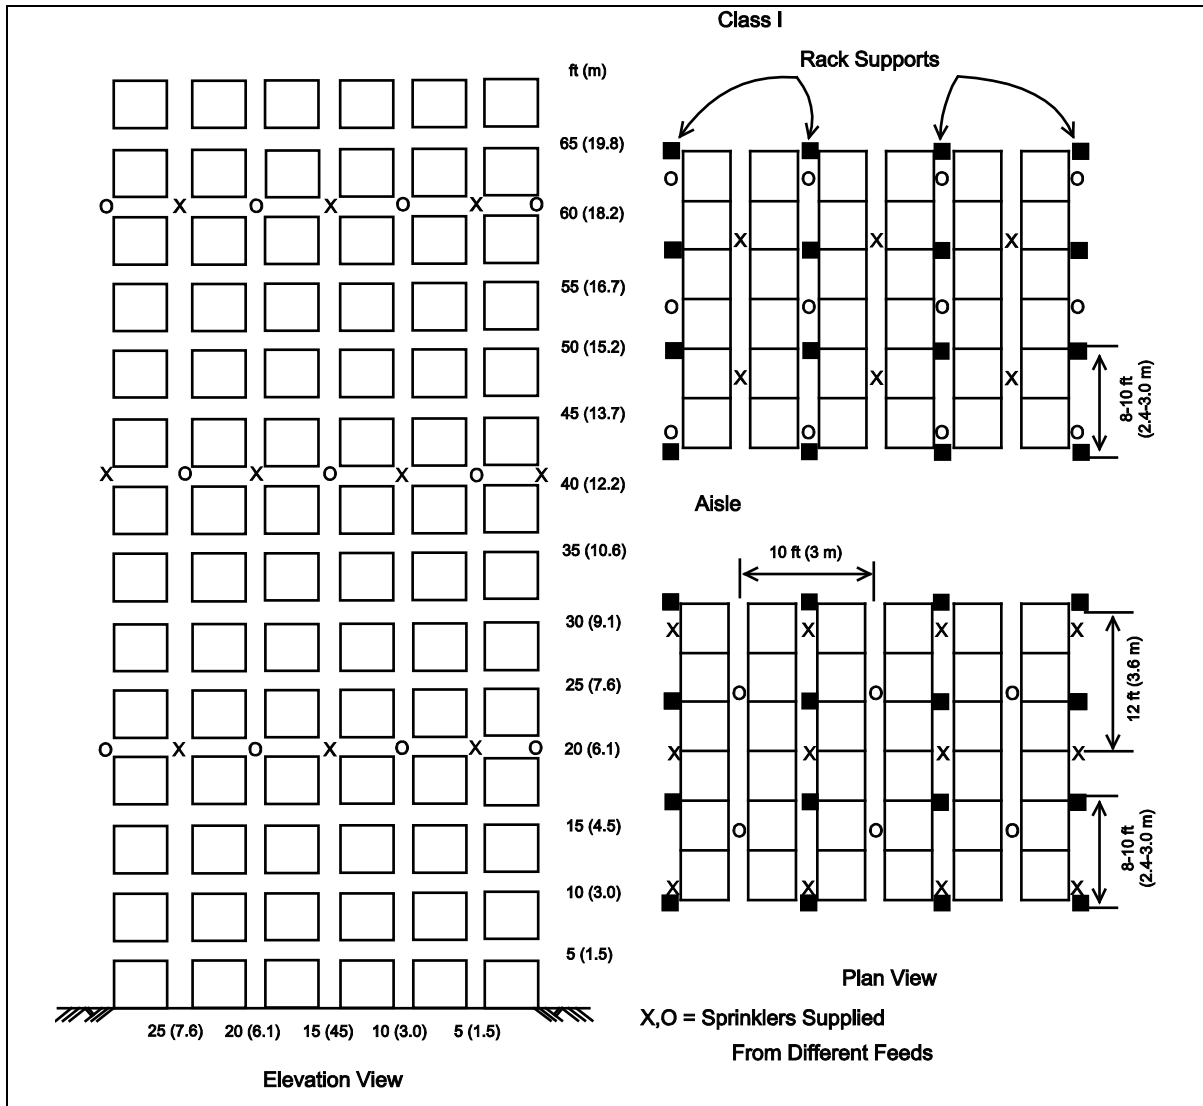 Class I
ft (m)
Rack Supports
65 (19.8)
O X O X O X O
60 (18.2)
55 (16.7)
50 (15.2)
45 (13.7)
X O X O X O X
40 (12.2)
35 (10.6)
30 (9.1)
25 (7.6)
O X O X O X O
20 (6.1)
15 (4.5)
10 (3.0)
5 (1.5)
25 (7.6) 20 (6.1) 15 (45) 10 (3.0) 5 (1.5)
Elevation View
O O O O
X X X
O O O O
X X X
O O O O
8-10 ft
(2.4-3.0 m)
Aisle
10 ft (3 m)
X X X X
O O O
X X X X
O O O
X X X X
12 ft (3.6 m)
8-10 ft
(2.4-3.0 m)
Plan View
X,O = Sprinklers Supplied
From Different Feeds